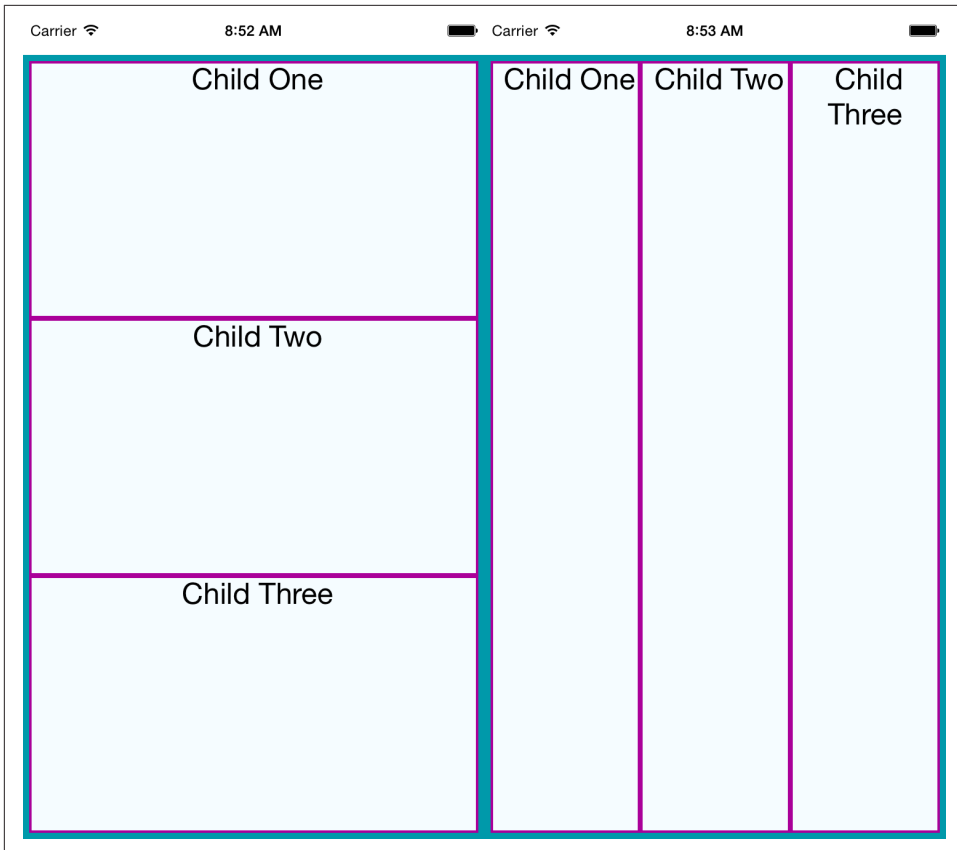 Carrier 8:52 AM
Child One
Child Two
Child Three
Carrier 8:53 AM
Child One
Child Two
Child
Three